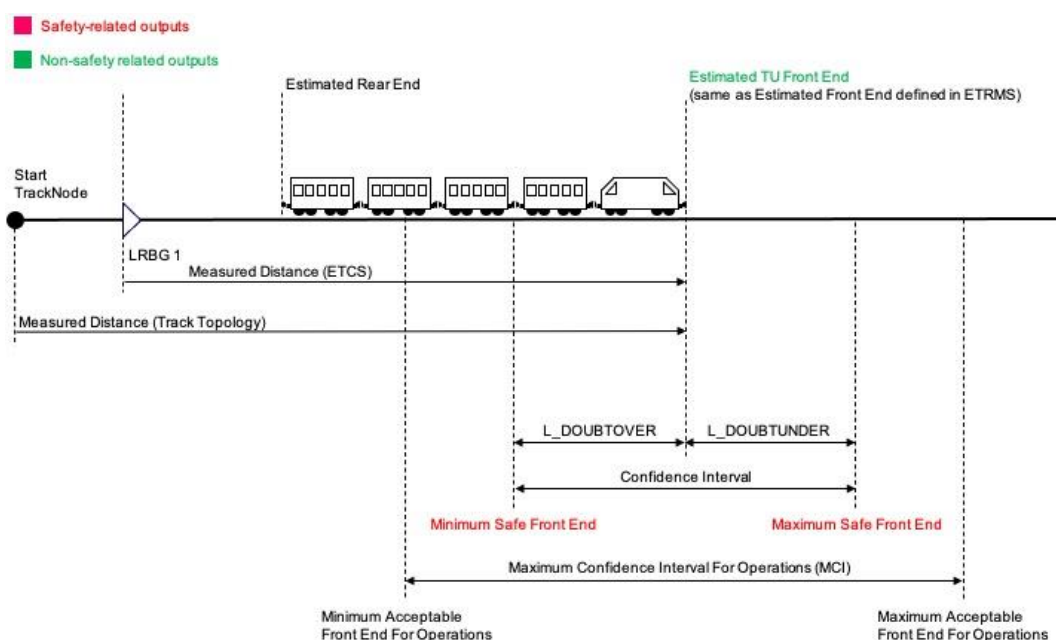 Safety-related outputs
Non-safety related outputs
Estimated Rear End
Estimated TU Front End
(same as Estimated Front End defined in ETRMS)
Start
TrackNode
LRBG 1
Measured Distance (ETCS)
Measured Distance (Track Topology)
L_DOUBTOVER
L_DOUBTUNDER
Confidence Interval
Minimum Safe Front End
Maximum Safe Front End
Maximum Confidence Interval For Operations (MCI)
Minimum Acceptable
Front End For Operations
Maximum Acceptable
Front End For Operations